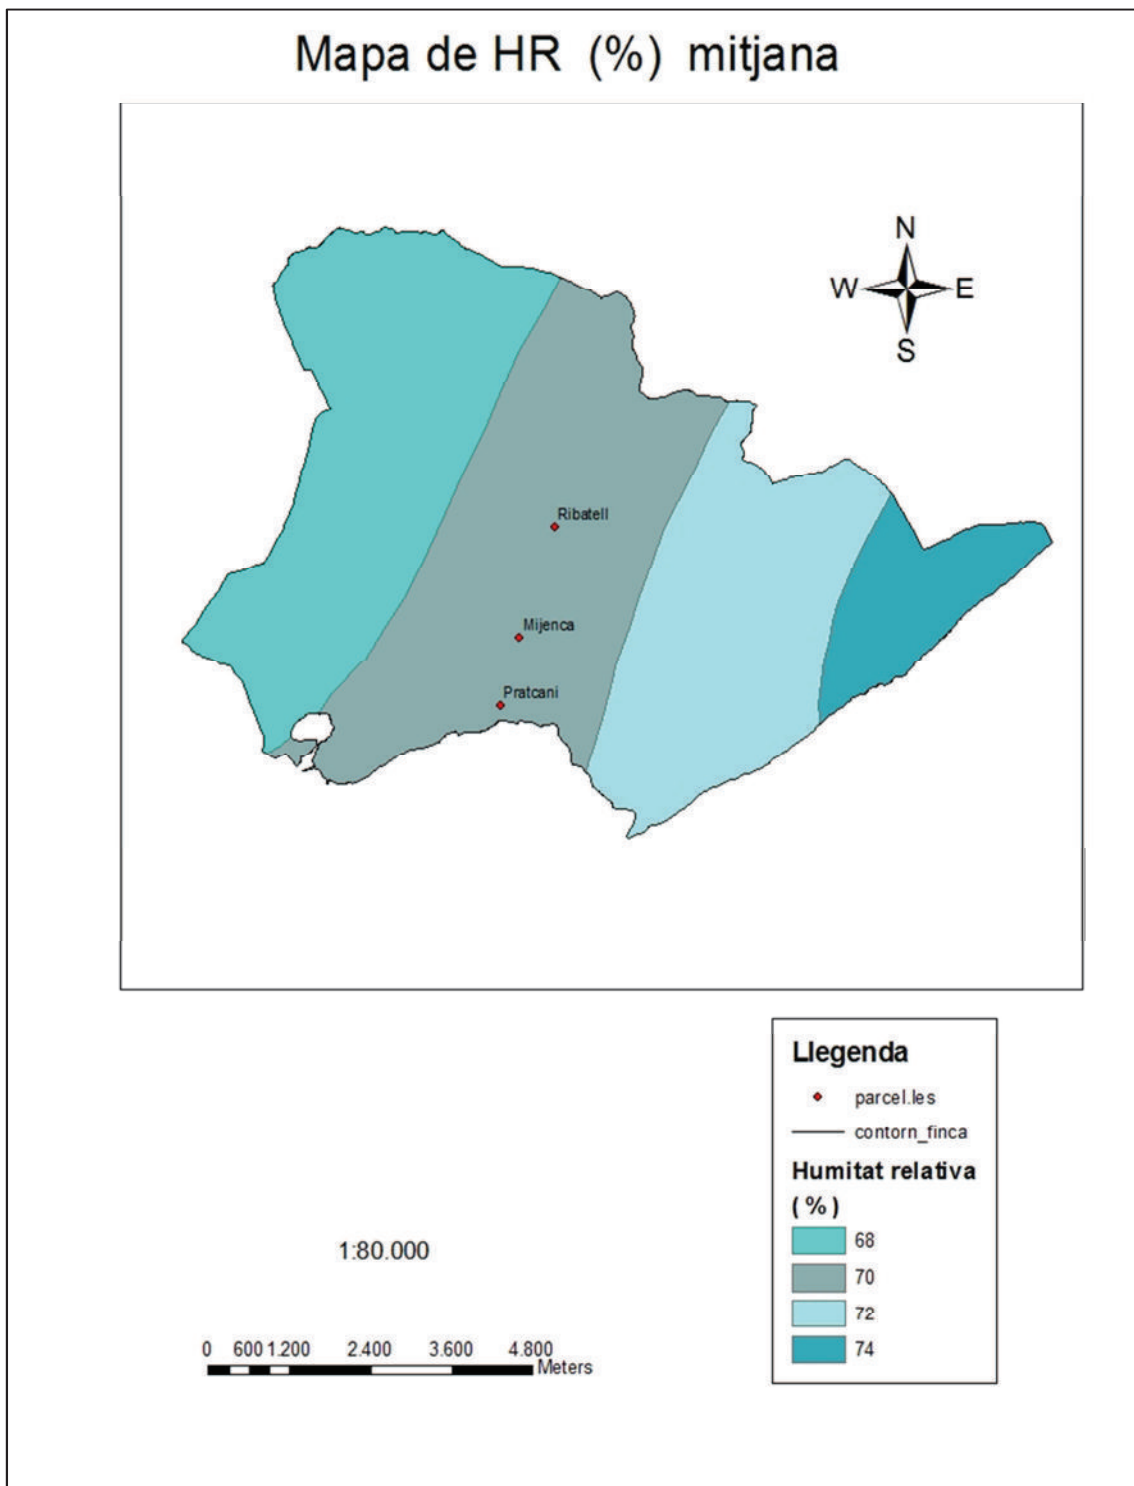 Mapa de HR (%) mitjana
N
W E
S
Ribatell
Mijenca
Pratcani
Llegenda
parcel.les
contorn_finca
Humitat relativa
( % )
68
70
72
74
1:80.000
0 600 1.200 2.400 3.600 4.800
Meters